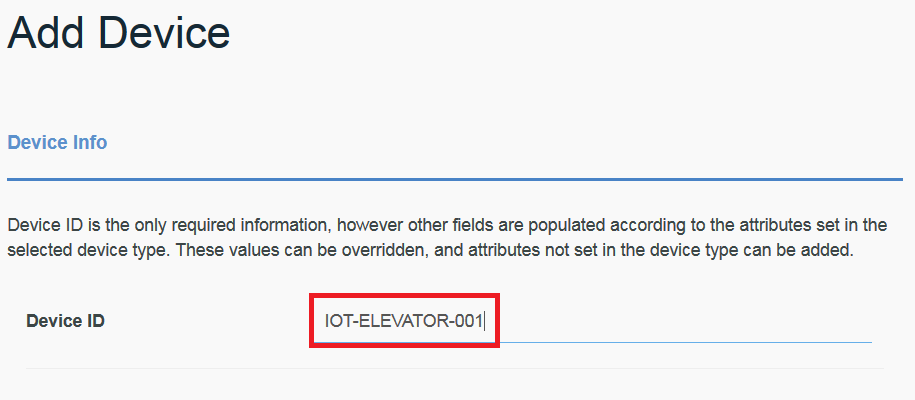 Add Device
Device Info
Device ID is the only required information, however other fields are populated according to the attributes set in the
selected device type. These values can be overridden, and attributes not set in the device type can be added.
Device ID IOT-ELEVATOR-001